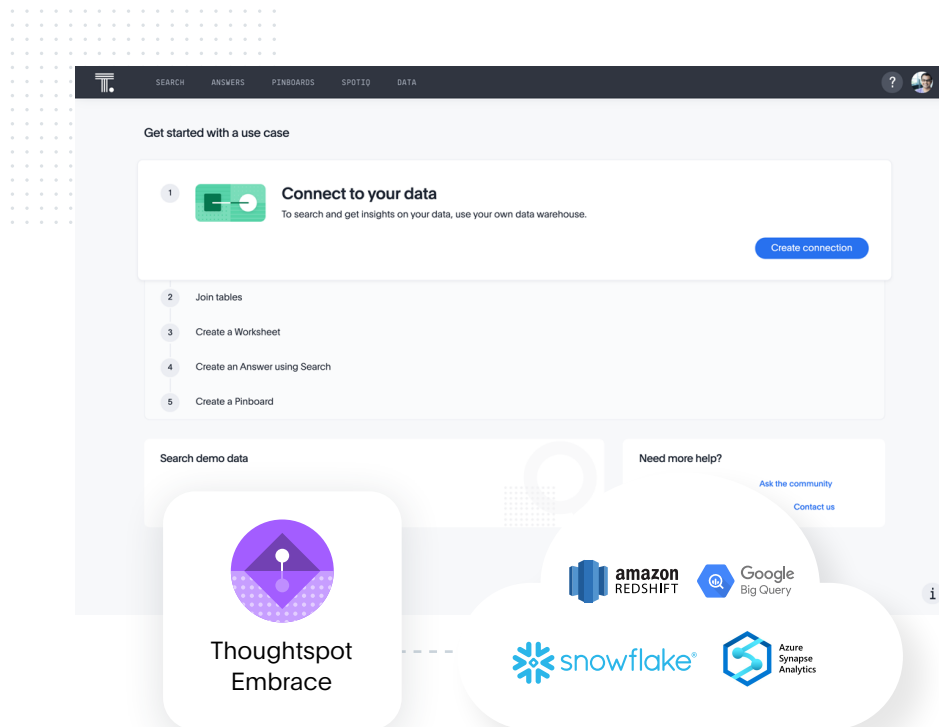 SEARCH ANSWERS PINBOARDS SPOTIQ DATA ?
Get started with a use case
1
Connect to your data
To search and get insights on your data, use your own data warehouse.
Create connection
2 Join tables
3 Create a Worksheet
4 Create an Answer using Search
5 Create a Pinboard
Search demo data
Need more help?
Ask the community
Contact us
i
Thoughtspot
Embrace
amazon
REDSHIFT
Google
Big Query
snowflake®
Azure
Synapse
Analytics